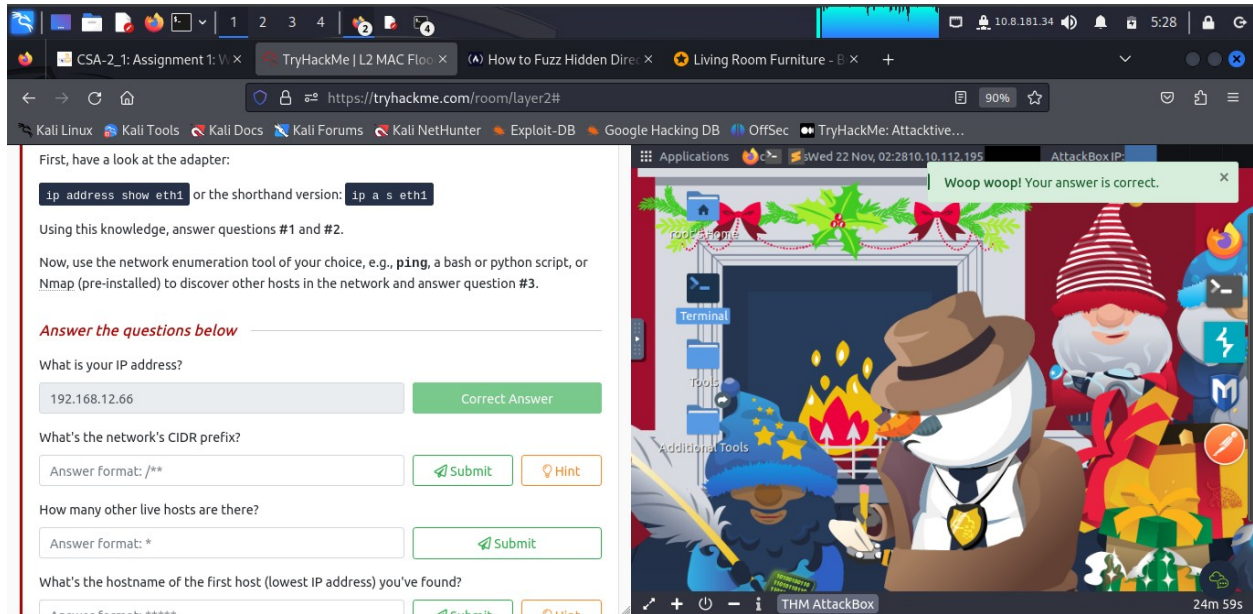 1 2 3 4
2
4
10.8.181.34
5:28
CSA-2_1: Assignment 1: W
TryHackMe | L2 MAC Floo
How to Fuzz Hidden Direc
Living Room Furniture - B
https://tryhackme.com/room/layer2#
90%
Kali Linux
Kali Tools
Kali Docs
Kali Forums
Kali NetHunter
Exploit-DB
Google Hacking DB
OffSec
TryHackMe: Attacktive...
First, have a look at the adapter:
ip address show eth1 or the shorthand version: ip a s eth1
Using this knowledge, answer questions #1 and #2.
Now, use the network enumeration tool of your choice, e.g., ping, a bash or python script, or
Nmap (pre-installed) to discover other hosts in the network and answer question #3.
Answer the questions below
What is your IP address?
192.168.12.66
Correct Answer
What's the network's CIDR prefix?
Answer format: /**
Submit
Hint
How many other live hosts are there?
Answer format: *
Submit
What's the hostname of the first host (lowest IP address) you've found?
Answer format: *****
Submit
Hint
Applications
Wed 22 Nov, 02:28
10.10.112.195
AttackBox IP:
Woop woop! Your answer is correct.
root's Home
Terminal
Tools
Additional Tools
THM AttackBox
24m 59s